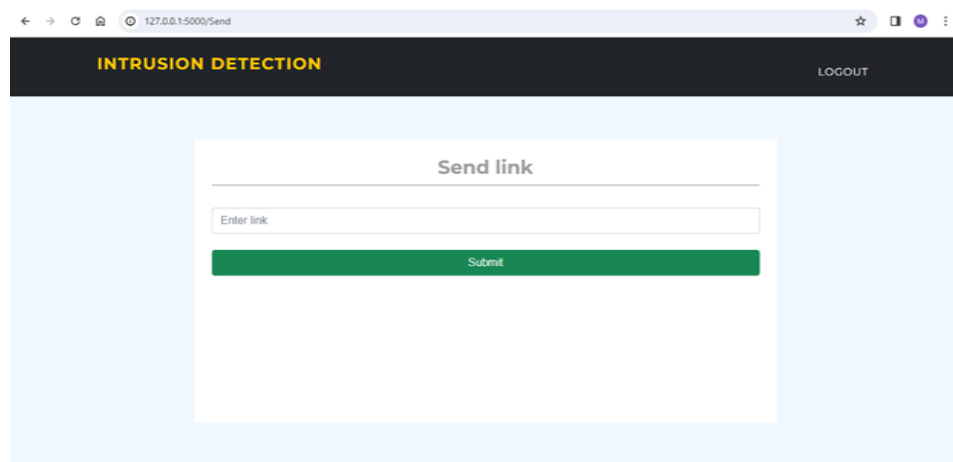 127.0.0.1:5000/Send
M
INTRUSION DETECTION
LOGOUT
Send link
Enter link
Submit